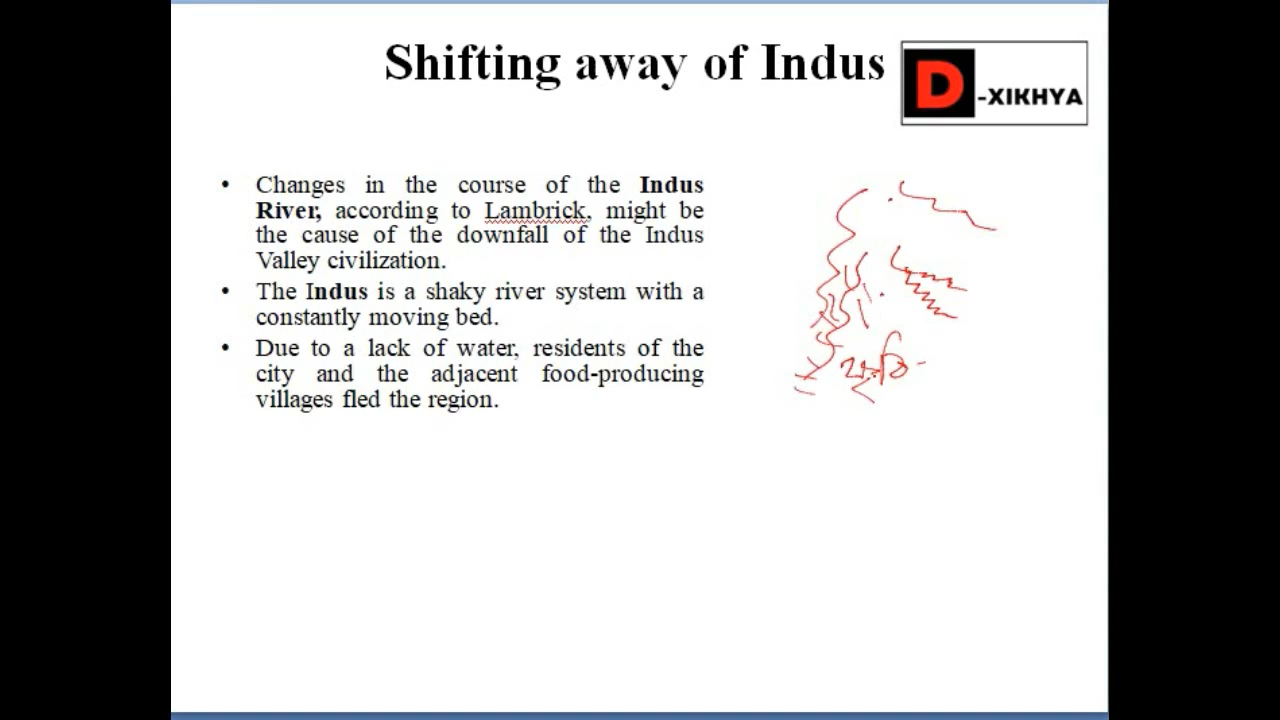 Shifting away of Indus
D
-XIKHYA
• Changes in the course of the Indus
River, according to Lambrick, might be
the cause of the downfall of the Indus
Valley civilization.
• The Indus is a shaky river system with a
constantly moving bed.
• Due to a lack of water, residents of the
city and the adjacent food-producing
villages fled the region.